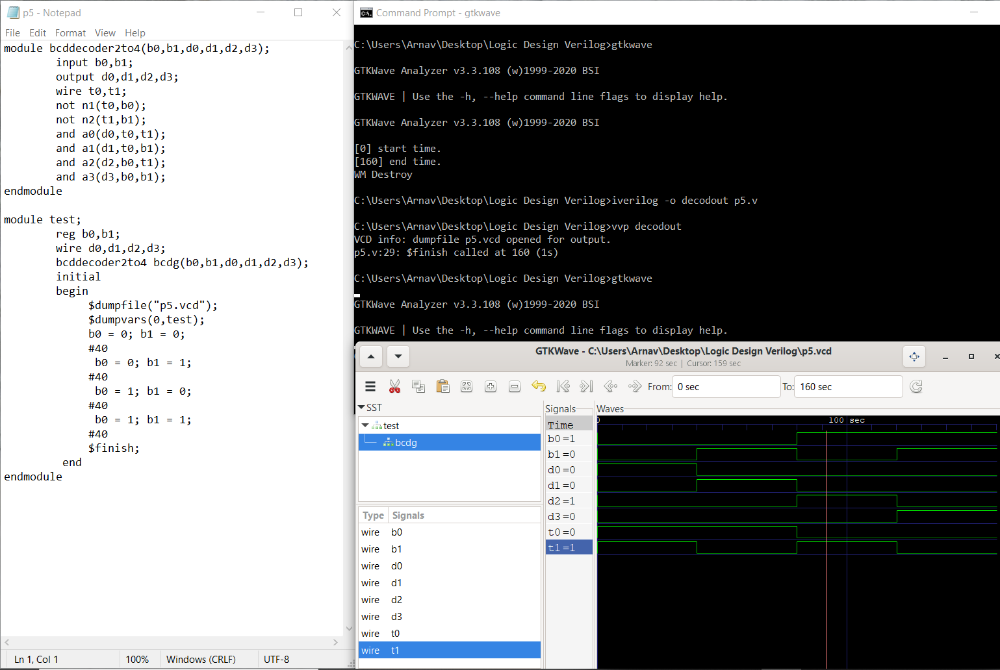 p5 - Notepad
File Edit Format View Help
module bcddecoder2to4(b0,b1,d0,d1,d2,d3);
input b0,b1;
output d0,d1,d2,d3;
wire t0,t1;
not n1(t0,b0);
not n2(t1,b1);
and a0(d0,t0,t1);
and a1(d1,t0,b1);
and a2(d2,b0,t1);
and a3(d3,b0,b1);
endmodule
module test;
reg b0,b1;
wire d0,d1,d2,d3;
bcddecoder2to4 bcdg(b0,b1,d0,d1,d2,d3);
initial
begin
$dumpfile("p5.vcd");
$dumpvars(0,test);
b0 = 0; b1 = 0;
#40
b0 = 0; b1 = 1;
#40
b0 = 1; b1 = 0;
#40
b0 = 1; b1 = 1;
#40
$finish;
end
endmodule
Ln 1, Col 1 100% Windows (CRLF) UTF-8
Command Prompt - gtkwave
C:\Users\Arnav\Desktop\Logic Design Verilog>gtkwave
GTKWave Analyzer v3.3.108 (w)1999-2020 BSI
GTKWAVE | Use the -h, --help command line flags to display help.
GTKWave Analyzer v3.3.108 (w)1999-2020 BSI
[0] start time.
[160] end time.
WM Destroy
C:\Users\Arnav\Desktop\Logic Design Verilog>iverilog -o decodout p5.v
C:\Users\Arnav\Desktop\Logic Design Verilog>vvp decodout
VCD info: dumpfile p5.vcd opened for output.
p5.v:29: $finish called at 160 (1s)
C:\Users\Arnav\Desktop\Logic Design Verilog>gtkwave
GTKWave Analyzer v3.3.108 (w)1999-2020 BSI
GTKWAVE | Use the -h, --help command line flags to display help.
GTKWave - C:\Users\Arnav\Desktop\Logic Design Verilog\p5.vcd
Marker: 92 sec | Cursor: 159 sec
From: 0 sec To: 160 sec
SST
test
bcdg
Type Signals
wire b0
wire b1
wire d0
wire d1
wire d2
wire d3
wire t0
wire t1
Signals
Time
b0=1
b1=0
d0=0
d1=0
d2=1
d3=0
t0=0
t1=1
Waves
0 100 sec